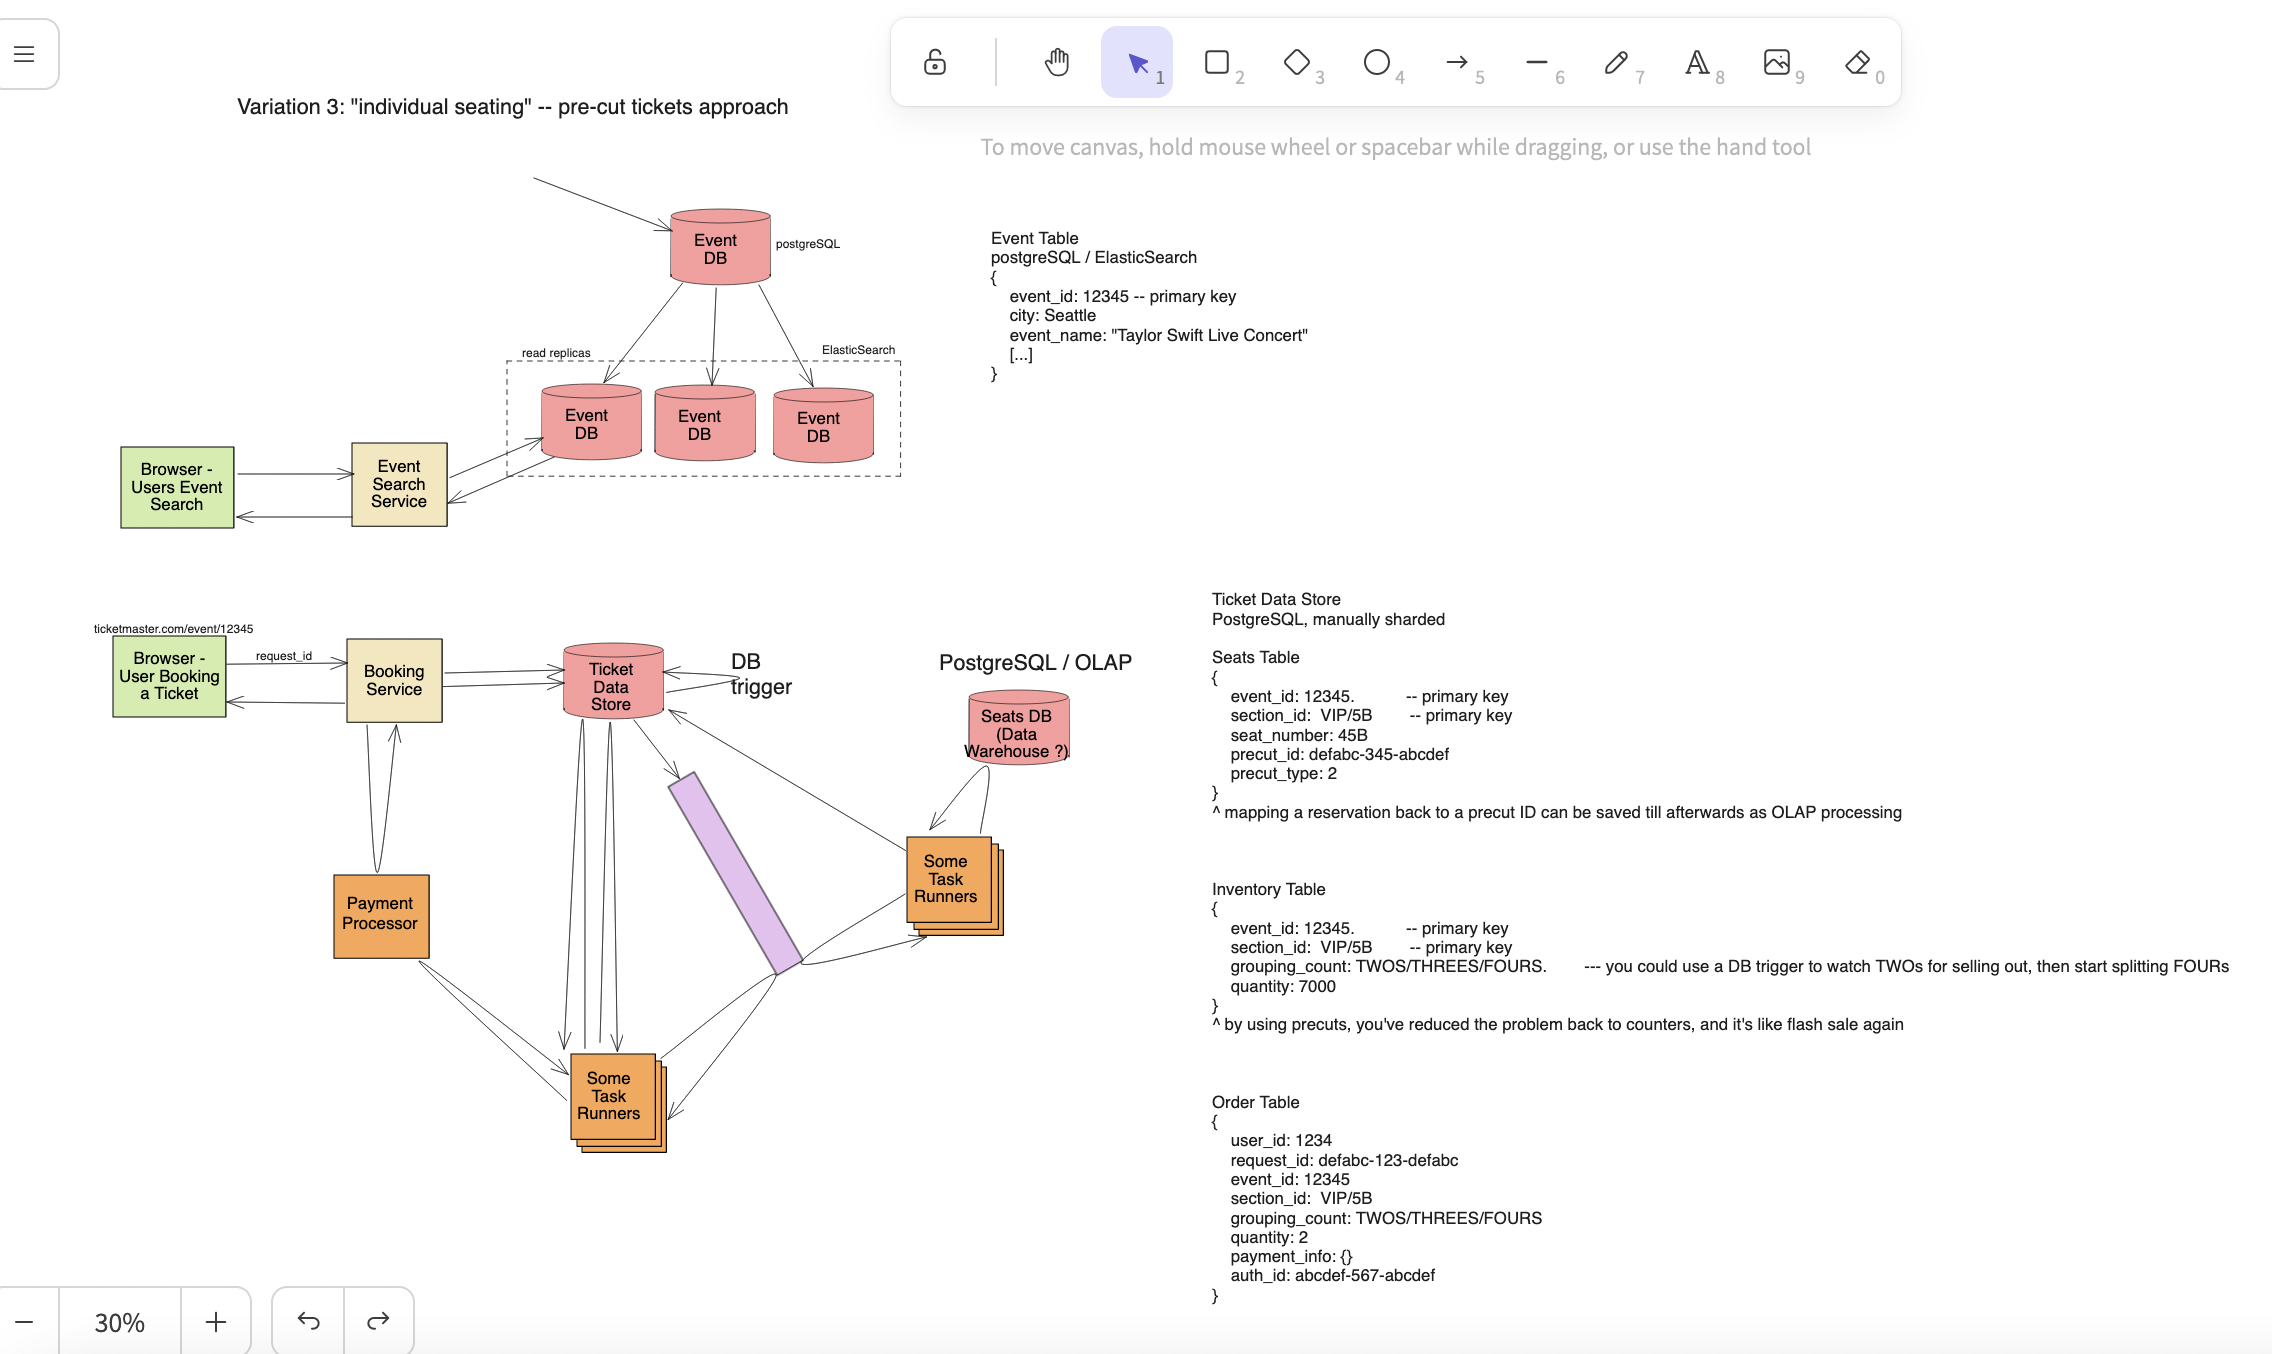 1
2
3
4
5
6
7
8
9
0
Variation 3: "individual seating" -- pre-cut tickets approach
To move canvas, hold mouse wheel or spacebar while dragging, or use the hand tool
Event
DB
postgreSQL
read replicas
ElasticSearch
Event
DB
Event
DB
Event
DB
Browser -
Users Event
Search
Event
Search
Service
Event Table
postgreSQL / ElasticSearch
{
event_id: 12345 -- primary key
city: Seattle
event_name: "Taylor Swift Live Concert"
[...]
}
ticketmaster.com/event/12345
Browser -
User Booking
a Ticket
request_id
Booking
Service
Ticket
Data
Store
DB
trigger
PostgreSQL / OLAP
Seats DB
(Data
Warehouse ?)
Some
Task
Runners
Payment
Processor
Some
Task
Runners
Ticket Data Store
PostgreSQL, manually sharded
Seats Table
{
event_id: 12345. -- primary key
section_id: VIP/5B -- primary key
seat_number: 45B
precut_id: defabc-345-abcdef
precut_type: 2
}
^ mapping a reservation back to a precut ID can be saved till afterwards as OLAP processing
Inventory Table
{
event_id: 12345. -- primary key
section_id: VIP/5B -- primary key
grouping_count: TWOS/THREES/FOURS. --- you could use a DB trigger to watch TWOs for selling out, then start splitting FOURs
quantity: 7000
}
^ by using precuts, you've reduced the problem back to counters, and it's like flash sale again
Order Table
{
user_id: 1234
request_id: defabc-123-defabc
event_id: 12345
section_id: VIP/5B
grouping_count: TWOS/THREES/FOURS
quantity: 2
payment_info: {}
auth_id: abcdef-567-abcdef
}
30%